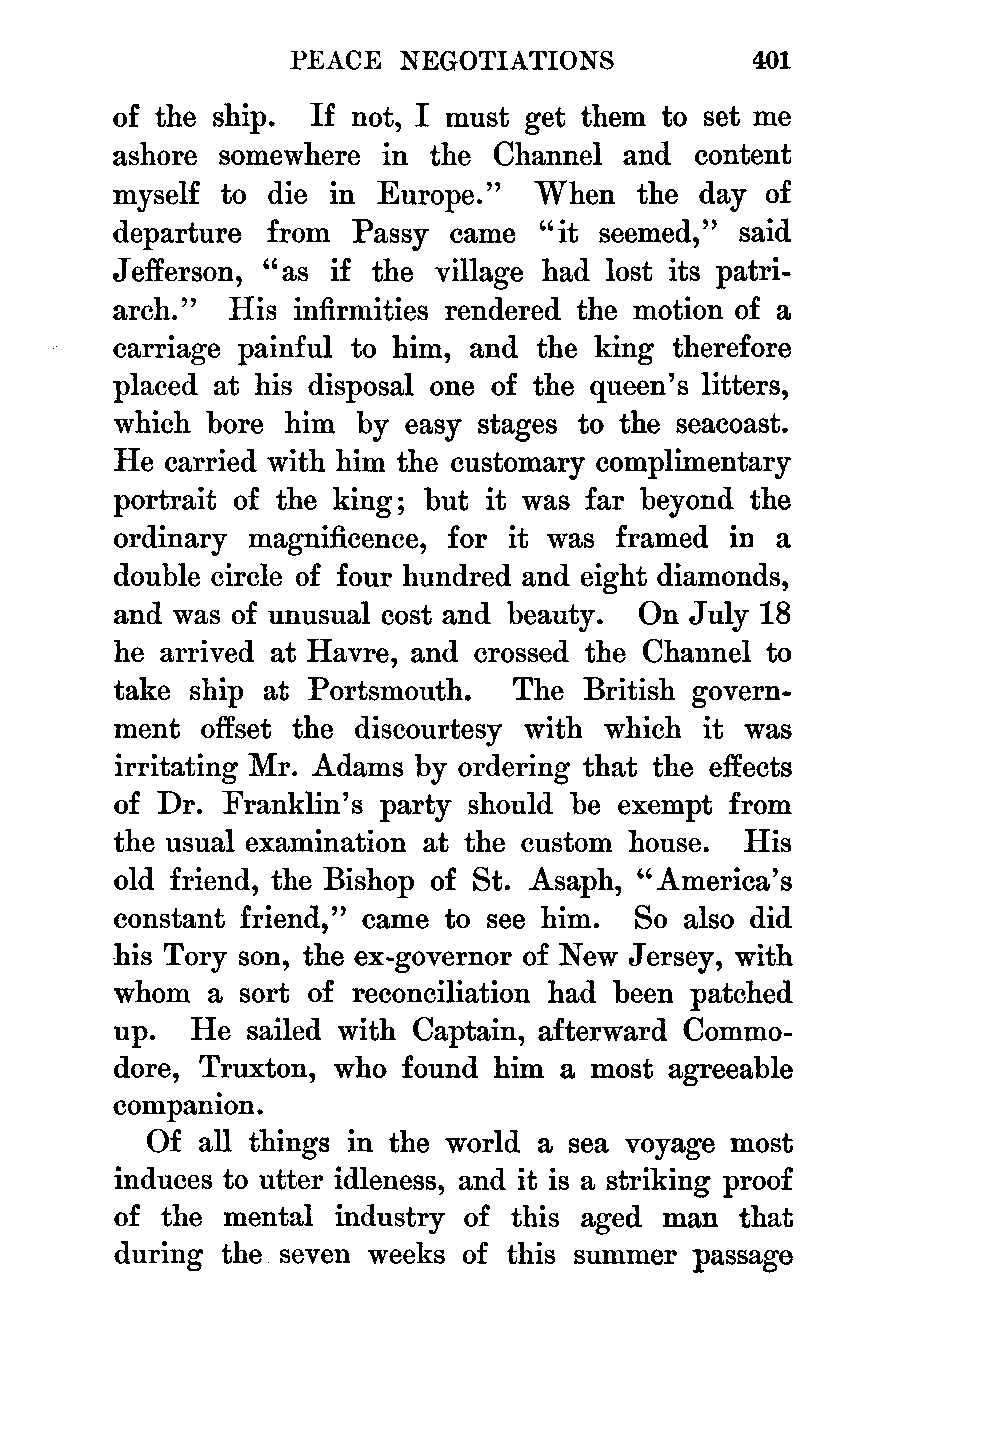 PEACE NEGOTIATIONS 401
of the ship. If not, I must get them to set me
ashore somewhere in the Channel and content
myself to die in Europe.” When the day of
departure from Passy came “it seemed,” said
Jefferson, “as if the village had lost its patri-
arch.” His infirmities rendered the motion of a
carriage painful to him, and the king therefore
placed at his disposal one of the queen’s litters,
which bore him by easy stages to the seacoast.
He carried with him the customary complimentary
portrait of the king; but it was far beyond the
ordinary magnificence, for it was framed in a
double circle of four hundred and eight diamonds,
and was of unusual cost and beauty. On July 18
he arrived at Havre, and crossed the Channel to
take ship at Portsmouth. The British govern-
ment offset the discourtesy with which it was
irritating Mr. Adams by ordering that the effects
of Dr. Franklin’s party should be exempt from
the usual examination at the custom house. His
old friend, the Bishop of St. Asaph, “America’s
constant friend,” came to see him. So also did
his Tory son, the ex-governor of New Jersey, with
whom a sort of reconciliation had been patched
up. He sailed with Captain, afterward Commo-
dore, Truxton, who found him a most agreeable
companion.
Of all things in the world a sea voyage most
induces to utter idleness, and it is a striking proof
of the mental industry of this aged man that
during the seven weeks of this summer passage